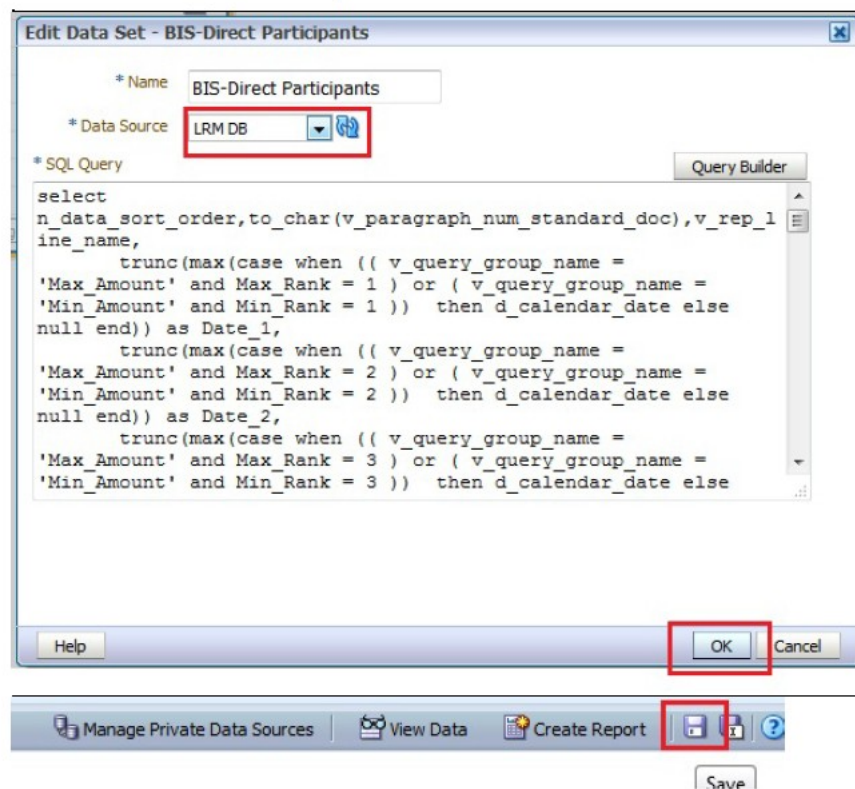 Edit Data Set - BIS-Direct Participants
* Name BIS-Direct Participants
* Data Source LRM DB
* SQL Query Query Builder
select
n_data_sort_order,to_char(v_paragraph_num_standard_doc),v_rep_l
ine_name,
trunc(max(case when (( v_query_group_name =
'Max_Amount' and Max_Rank = 1 ) or ( v_query_group_name =
'Min_Amount' and Min_Rank = 1 )) then d_calendar_date else
null end)) as Date_1,
trunc(max(case when (( v_query_group_name =
'Max_Amount' and Max_Rank = 2 ) or ( v_query_group_name =
'Min_Amount' and Min_Rank = 2 )) then d_calendar_date else
null end)) as Date_2,
trunc(max(case when (( v_query_group_name =
'Max_Amount' and Max_Rank = 3 ) or ( v_query_group_name =
'Min_Amount' and Min_Rank = 3 )) then d_calendar_date else
Help OK Cancel
Manage Private Data Sources View Data Create Report
Save